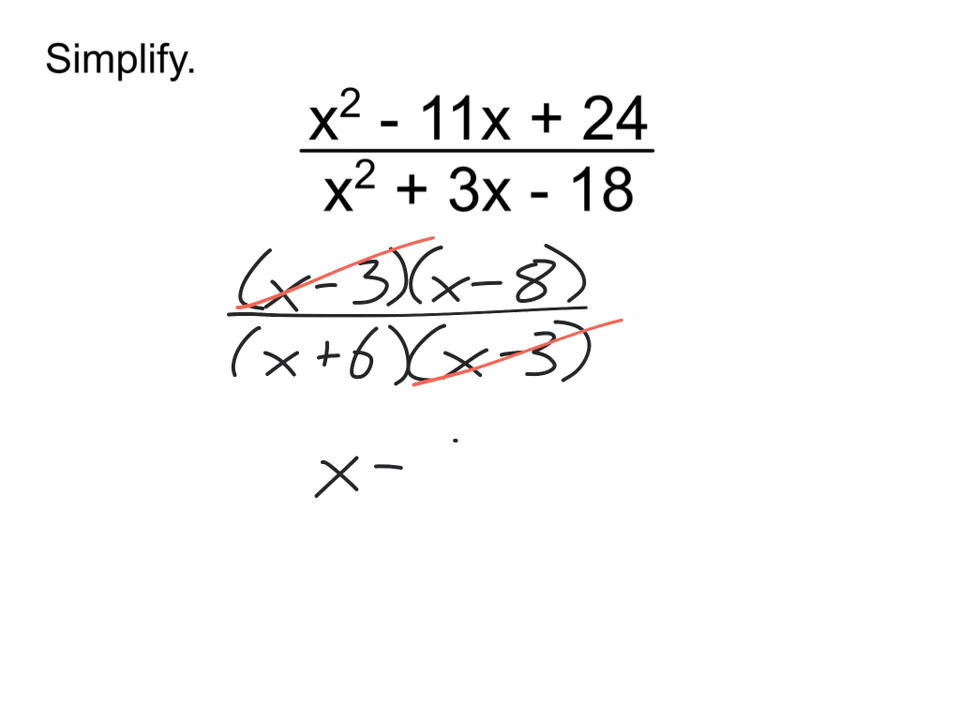 Simplify.
x² - 11x + 24
x² + 3x - 18
(x - 3)(x - 8)
(x + 6)(x - 3)
x -